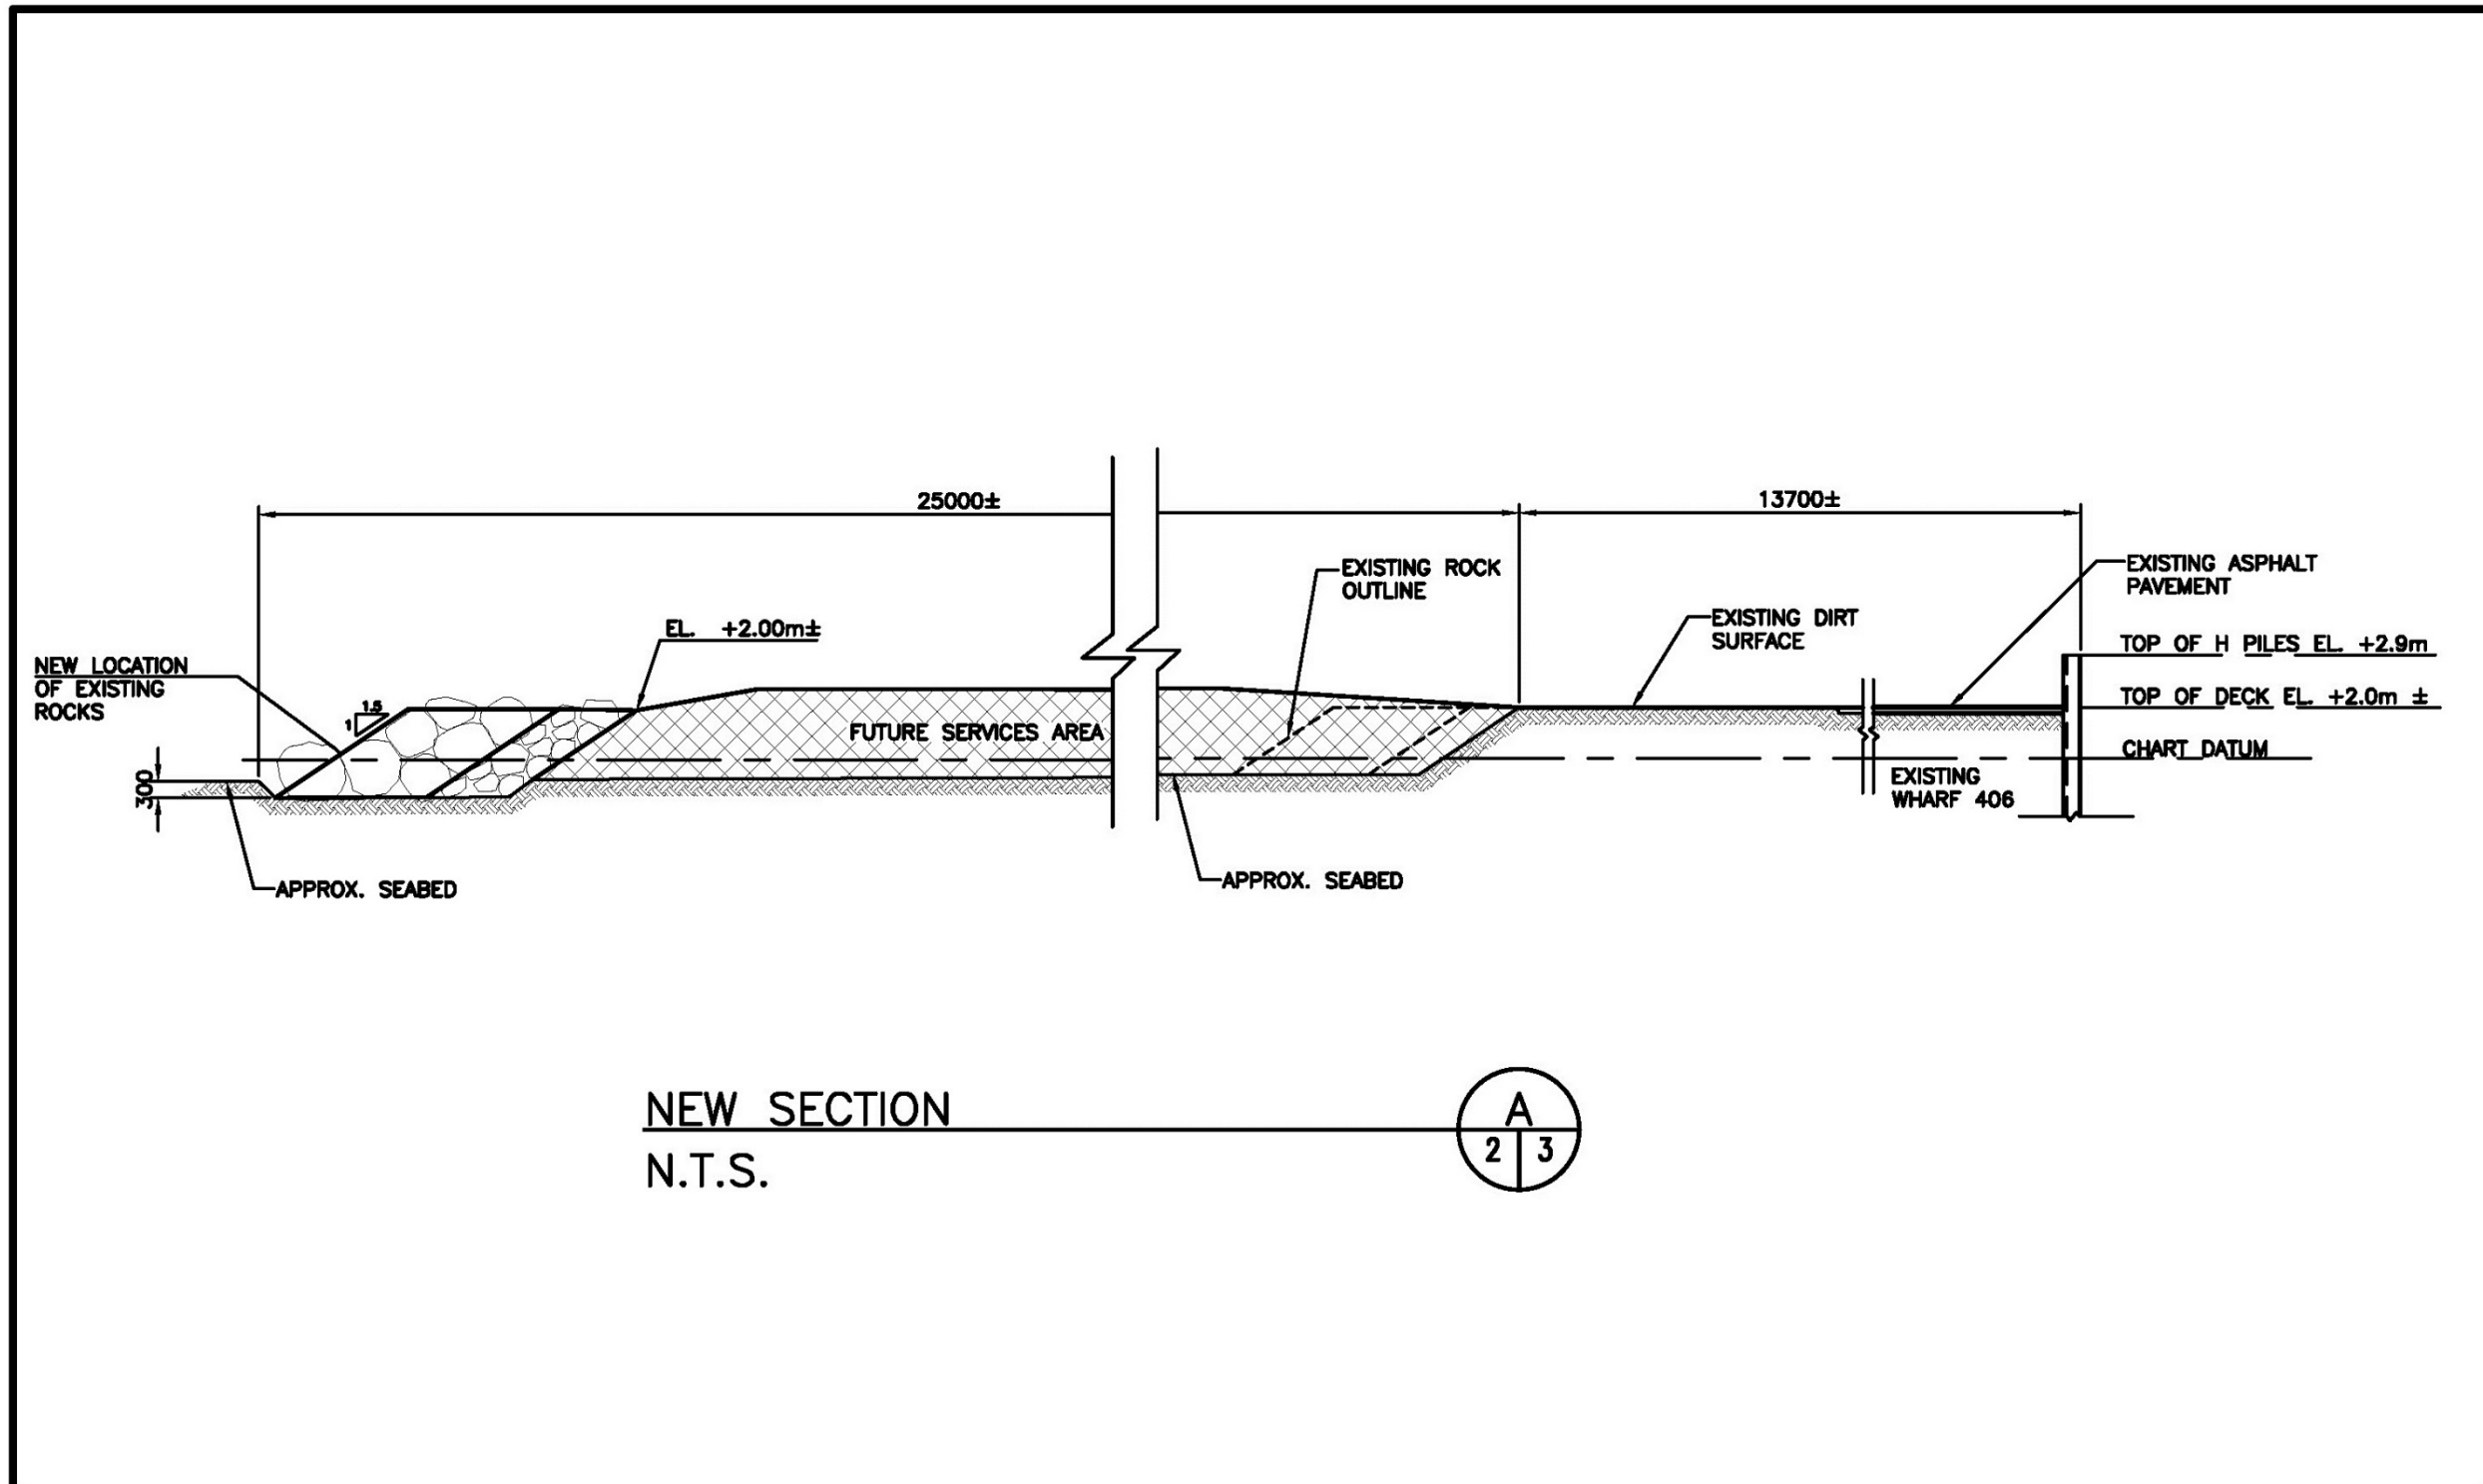 25000±
13700±
EXISTING ROCK
OUTLINE
EXISTING ASPHALT
PAVEMENT
EXISTING DIRT
SURFACE
EL. +2.00m±
TOP OF H PILES EL. +2.9m
NEW LOCATION
OF EXISTING
ROCKS
1.5
1
TOP OF DECK EL. +2.0m ±
FUTURE SERVICES AREA
CHART DATUM
300
EXISTING
WHARF 406
APPROX. SEABED
APPROX. SEABED
NEW SECTION
N.T.S.
A
2 3